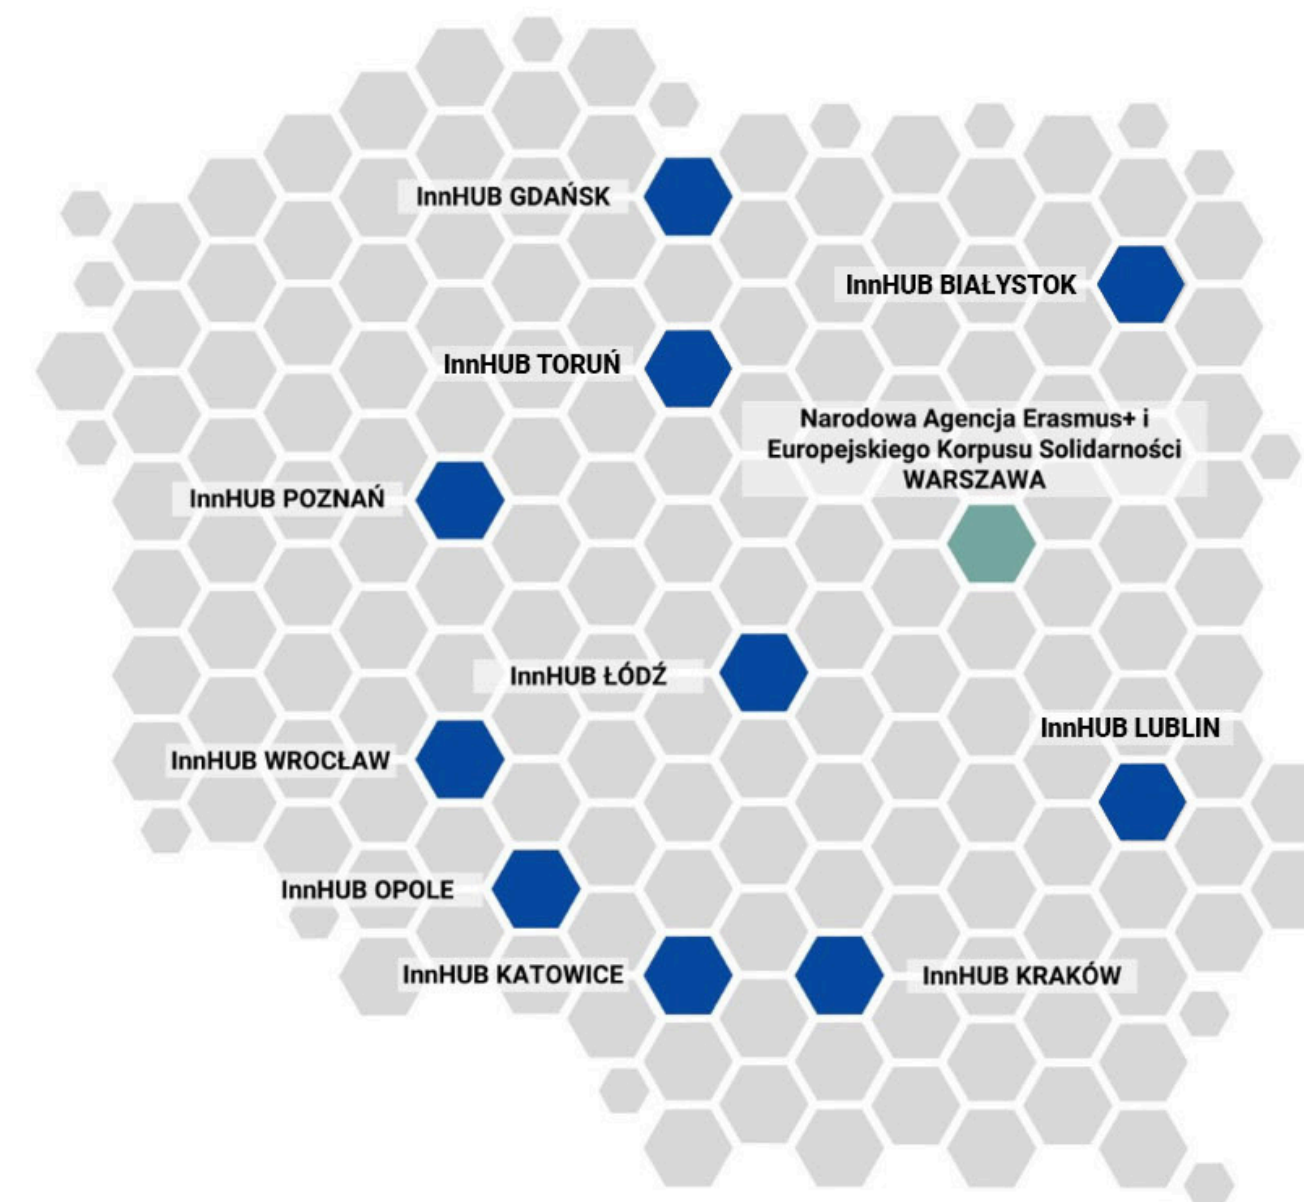 InnHUB GDAŃSK
InnHUB BIAŁYSTOK
InnHUB TORUŃ
Narodowa Agencja Erasmus+ i
Europejskiego Korpusu Solidarności
WARSZAWA
InnHUB POZNAŃ
InnHUB ŁÓDŹ
InnHUB LUBLIN
InnHUB WROCŁAW
InnHUB OPOLE
InnHUB KATOWICE
InnHUB KRAKÓW